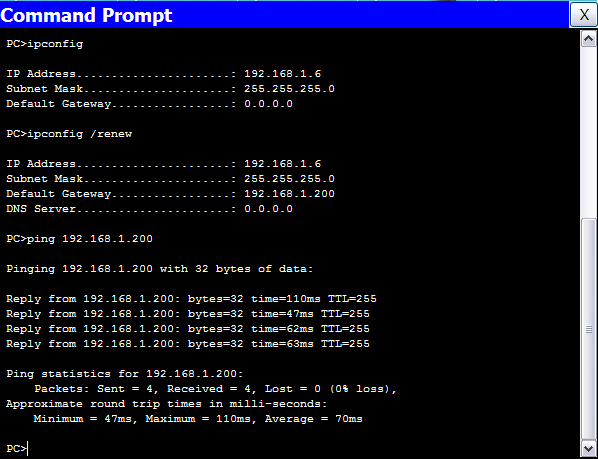 Command Prompt X
PC>ipconfig
IP Address......................: 192.168.1.6
Subnet Mask.....................: 255.255.255.0
Default Gateway.................: 0.0.0.0
PC>ipconfig /renew
IP Address......................: 192.168.1.6
Subnet Mask.....................: 255.255.255.0
Default Gateway.................: 192.168.1.200
DNS Server......................: 0.0.0.0
PC>ping 192.168.1.200
Pinging 192.168.1.200 with 32 bytes of data:
Reply from 192.168.1.200: bytes=32 time=110ms TTL=255
Reply from 192.168.1.200: bytes=32 time=47ms TTL=255
Reply from 192.168.1.200: bytes=32 time=62ms TTL=255
Reply from 192.168.1.200: bytes=32 time=63ms TTL=255
Ping statistics for 192.168.1.200:
Packets: Sent = 4, Received = 4, Lost = 0 (0% loss),
Approximate round trip times in milli-seconds:
Minimum = 47ms, Maximum = 110ms, Average = 70ms
PC>